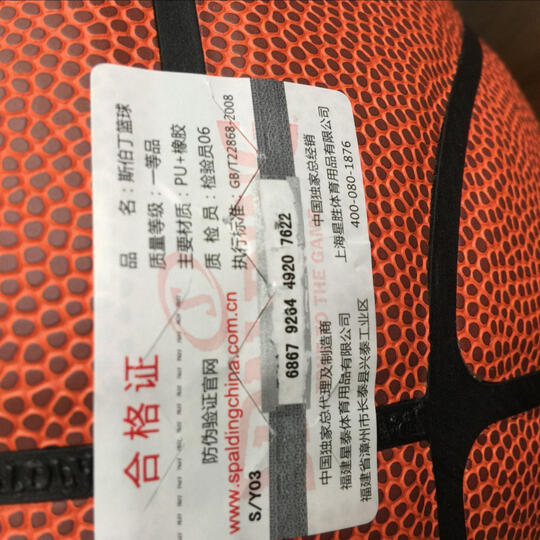 合格证
品 名：斯伯丁篮球
质量等级：一等品
主要材质：PU+橡胶
质 检 员：检验员06
执行标准：GB/T22868-2008
防伪验证官网
www.spaldingchina.com.cn
S/Y03
6867 9264 4920 7622
TO THE GAME
中国独家总代理及制造商
福建星泰体育用品有限公司
福建省漳州市长泰县兴泰工业区
中国独家总经销
上海星胜体育用品有限公司
400-080-1876